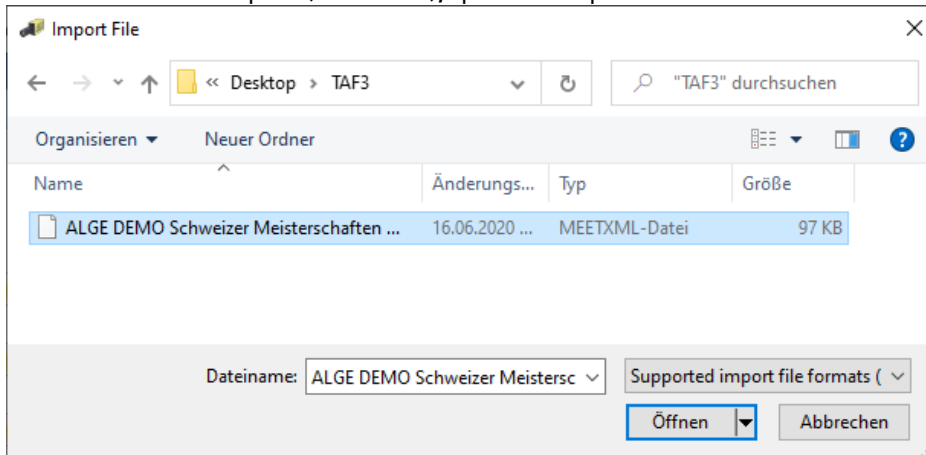 Import File
« Desktop > TAF3
"TAF3" durchsuchen
Organisieren
Neuer Ordner
?
Name
Änderungs...
Typ
Größe
ALGE DEMO Schweizer Meisterschaften ...
16.06.2020 ...
MEETXML-Datei
97 KB
Dateiname:
ALGE DEMO Schweizer Meistersc
Supported import file formats (
Öffnen
Abbrechen